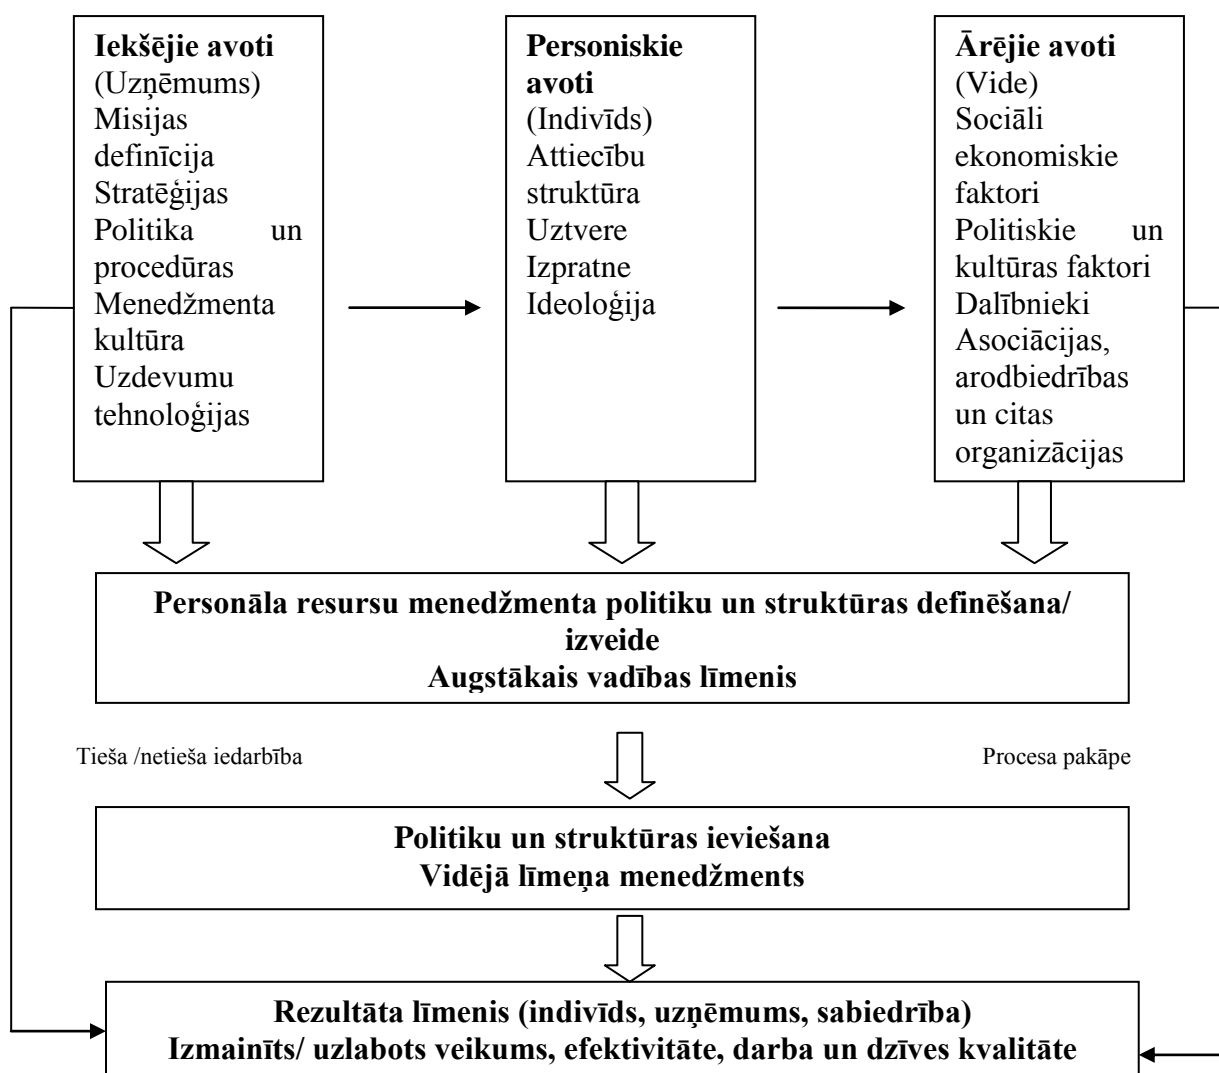 Iekšējie avoti
(Uzņēmums)
Misijas
definīcija
Stratēģijas
Politika un
procedūras
Menedžmenta
kultūra
Uzdevumu
tehnoloģijas
Personiskie
avoti
(Indivīds)
Attiecību
struktūra
Uztvere
Izpratne
Ideoloģija
Ārējie avoti
(Vide)
Sociāli
ekonomiskie
faktori
Politiskie un
kultūras faktori
Dalībnieki
Asociācijas,
arodbiedrības
un citas
organizācijas
Personāla resursu menedžmenta politiku un struktūras definēšana/
izveide
Augstākais vadības līmenis
Tieša /netieša iedarbība
Procesa pakāpe
Politiku un struktūras ieviešana
Vidējā līmeņa menedžments
Rezultāta līmenis (indivīds, uzņēmums, sabiedrība)
Izmainīts/ uzlabots veikums, efektivitāte, darba un dzīves kvalitāte